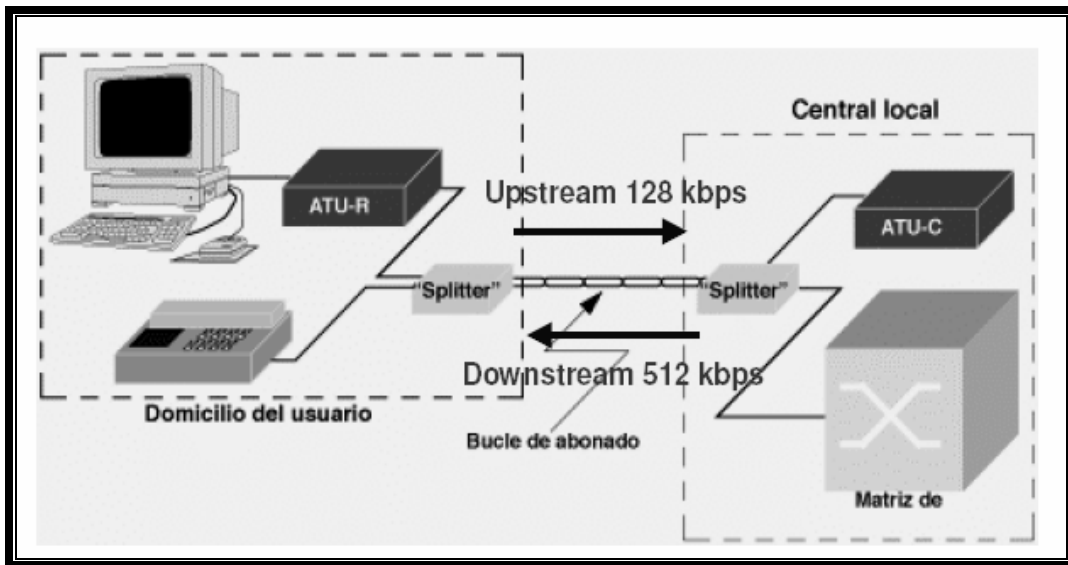 Central local
ATU-R
Upstream 128 kbps
ATU-C
"Splitter"
"Splitter"
Downstream 512 kbps
Domicilio del usuario
Bucle de abonado
Matriz de